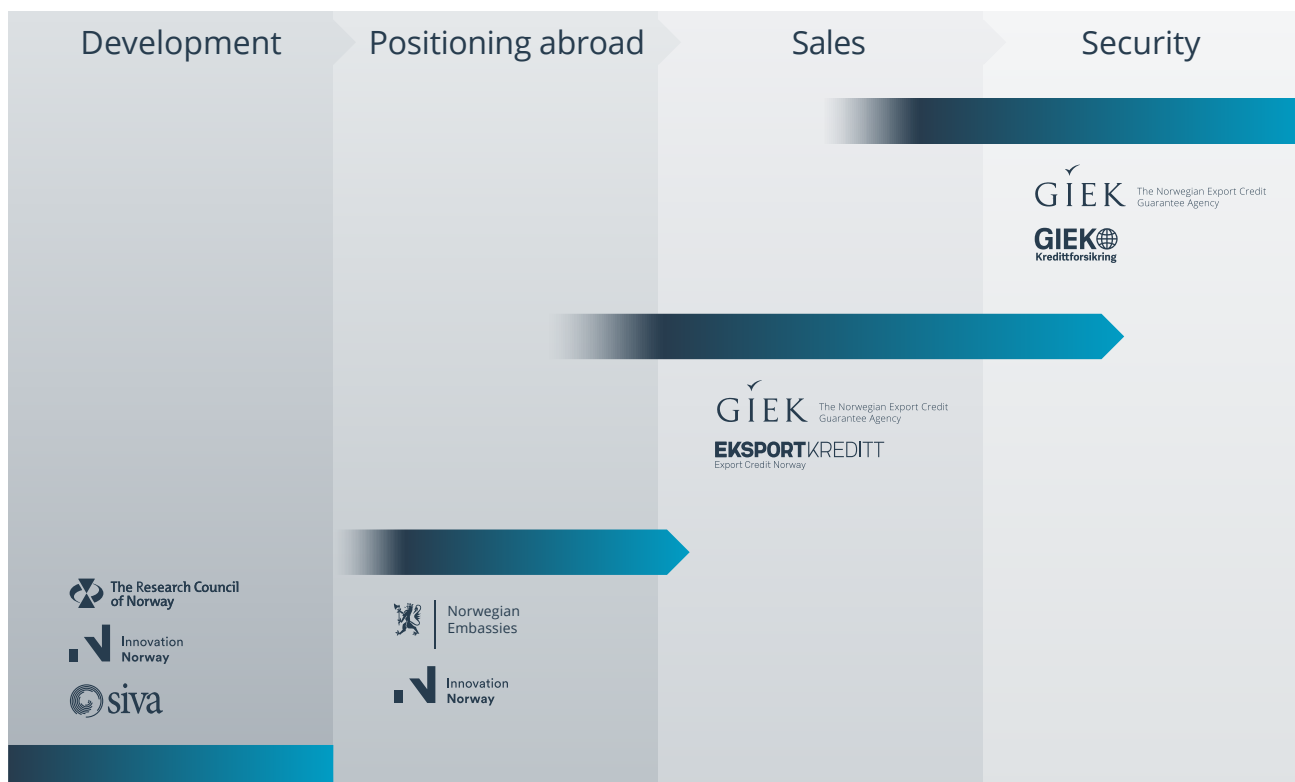 Development
Positioning abroad
Sales
Security
GIEK
The Norwegian Export Credit
Guarantee Agency
GIEK
Kredittforsikring
GIEK
The Norwegian Export Credit
Guarantee Agency
EKSPORTKREDITT
Export Credit Norway
The Research Council
of Norway
Innovation
Norway
siva
Norwegian
Embassies
Innovation
Norway